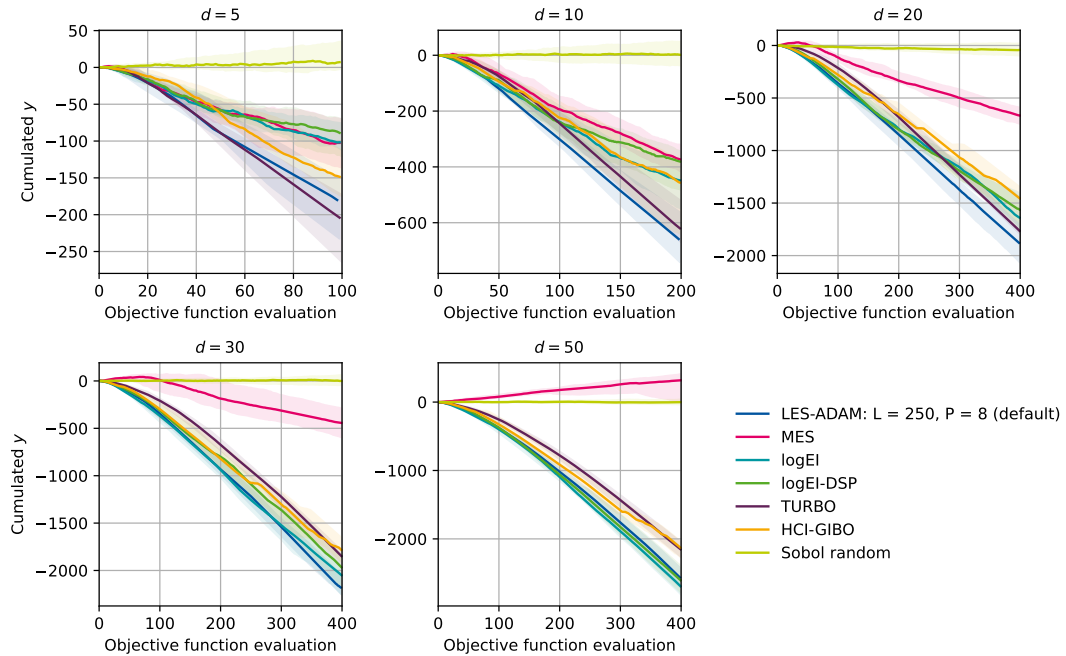 d = 5
50
0
−50
−100
−150
−200
−250
Cumulated y
0 20 40 60 80 100
Objective function evaluation
d = 10
0
−200
−400
−600
0 50 100 150 200
Objective function evaluation
d = 20
0
−500
−1000
−1500
−2000
0 100 200 300 400
Objective function evaluation
d = 30
0
−500
−1000
−1500
−2000
Cumulated y
0 100 200 300 400
Objective function evaluation
d = 50
0
−1000
−2000
0 100 200 300 400
Objective function evaluation
LES-ADAM: L = 250, P = 8 (default)
MES
logEI
logEI-DSP
TURBO
HCI-GIBO
Sobol random